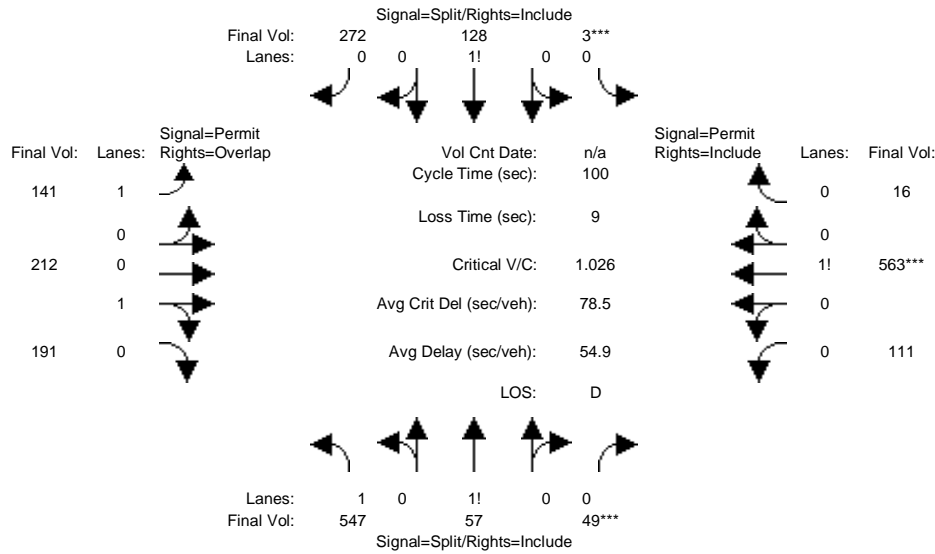 Signal=Split/Rights=Include
Final Vol: 272 128 3***
Lanes: 0 0 1! 0 0
Signal=Permit
Final Vol: Lanes: Rights=Overlap
Vol Cnt Date: n/a
Signal=Permit
Rights=Include Lanes: Final Vol:
Cycle Time (sec): 100
141 1 0 16
Loss Time (sec): 9
0 0
212 0 Critical V/C: 1.026 1! 563***
1 Avg Crit Del (sec/veh): 78.5 0
191 0 Avg Delay (sec/veh): 54.9 0 111
LOS: D
Lanes: 1 0 1! 0 0
Final Vol: 547 57 49***
Signal=Split/Rights=Include